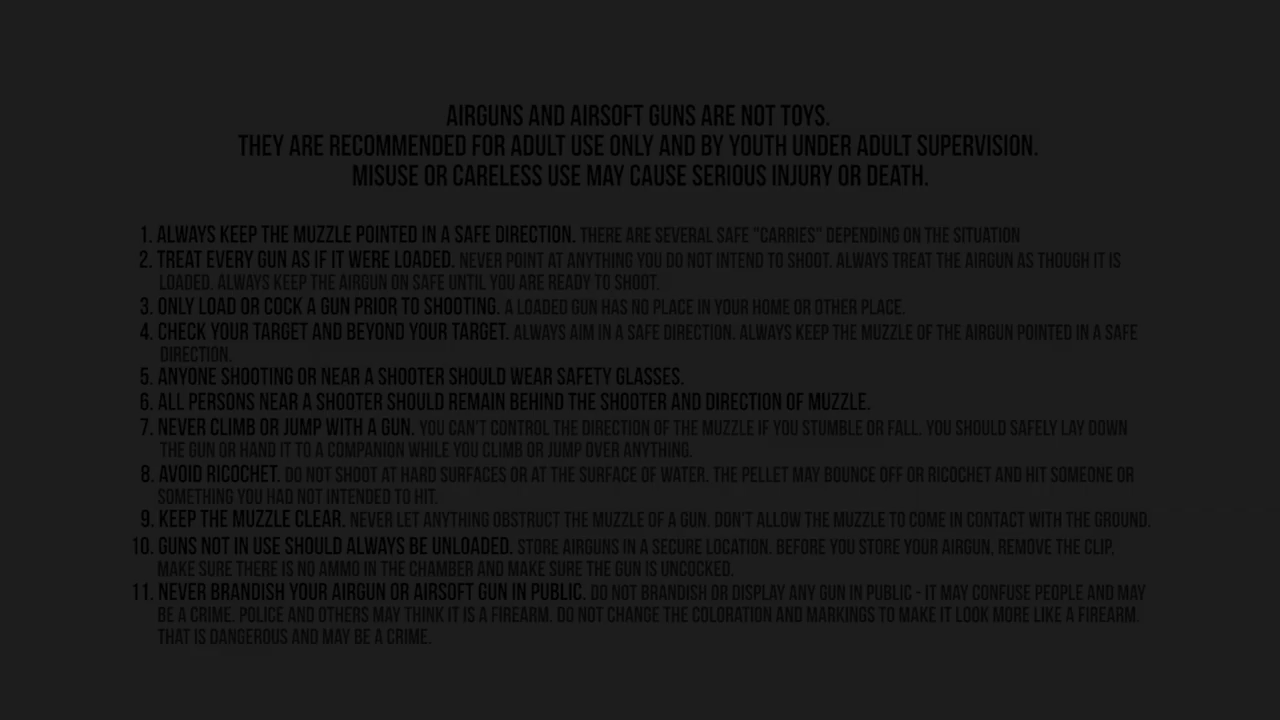 AIRGUNS AND AIRSOFT GUNS ARE NOT TOYS.
THEY ARE RECOMMENDED FOR ADULT USE ONLY AND BY YOUTH UNDER ADULT SUPERVISION.
MISUSE OR CARELESS USE MAY CAUSE SERIOUS INJURY OR DEATH.
1. ALWAYS KEEP THE MUZZLE POINTED IN A SAFE DIRECTION. THERE ARE SEVERAL SAFE "CARRIES" DEPENDING ON THE SITUATION
2. TREAT EVERY GUN AS IF IT WERE LOADED. NEVER POINT AT ANYTHING YOU DO NOT INTEND TO SHOOT. ALWAYS TREAT THE AIRGUN AS THOUGH IT IS
LOADED. ALWAYS KEEP THE AIRGUN ON SAFE UNTIL YOU ARE READY TO SHOOT.
3. ONLY LOAD OR COCK A GUN PRIOR TO SHOOTING. A LOADED GUN HAS NO PLACE IN YOUR HOME OR OTHER PLACE.
4. CHECK YOUR TARGET AND BEYOND YOUR TARGET. ALWAYS AIM IN A SAFE DIRECTION. ALWAYS KEEP THE MUZZLE OF THE AIRGUN POINTED IN A SAFE
DIRECTION.
5. ANYONE SHOOTING OR NEAR A SHOOTER SHOULD WEAR SAFETY GLASSES.
6. ALL PERSONS NEAR A SHOOTER SHOULD REMAIN BEHIND THE SHOOTER AND DIRECTION OF MUZZLE.
7. NEVER CLIMB OR JUMP WITH A GUN. YOU CAN'T CONTROL THE DIRECTION OF THE MUZZLE IF YOU STUMBLE OR FALL. YOU SHOULD SAFELY LAY DOWN
THE GUN OR HAND IT TO A COMPANION WHILE YOU CLIMB OR JUMP OVER ANYTHING.
8. AVOID RICOCHET. DO NOT SHOOT AT HARD SURFACES OR AT THE SURFACE OF WATER. THE PELLET MAY BOUNCE OFF OR RICOCHET AND HIT SOMEONE OR
SOMETHING YOU HAD NOT INTENDED TO HIT.
9. KEEP THE MUZZLE CLEAR. NEVER LET ANYTHING OBSTRUCT THE MUZZLE OF A GUN. DON'T ALLOW THE MUZZLE TO COME IN CONTACT WITH THE GROUND.
10. GUNS NOT IN USE SHOULD ALWAYS BE UNLOADED. STORE AIRGUNS IN A SECURE LOCATION. BEFORE YOU STORE YOUR AIRGUN, REMOVE THE CLIP,
MAKE SURE THERE IS NO AMMO IN THE CHAMBER AND MAKE SURE THE GUN IS UNCOCKED.
11. NEVER BRANDISH YOUR AIRGUN OR AIRSOFT GUN IN PUBLIC. DO NOT BRANDISH OR DISPLAY ANY GUN IN PUBLIC - IT MAY CONFUSE PEOPLE AND MAY
BE A CRIME. POLICE AND OTHERS MAY THINK IT IS A FIREARM. DO NOT CHANGE THE COLORATION AND MARKINGS TO MAKE IT LOOK MORE LIKE A FIREARM.
THAT IS DANGEROUS AND MAY BE A CRIME.